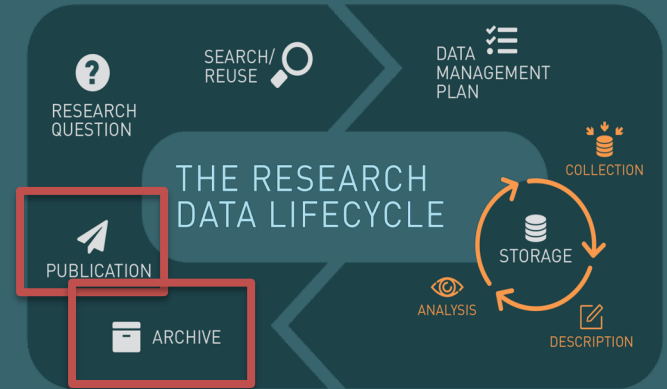 SEARCH/
REUSE
DATA
MANAGEMENT
PLAN
RESEARCH
QUESTION
THE RESEARCH
DATA LIFECYCLE
COLLECTION
STORAGE
PUBLICATION
ANALYSIS
ARCHIVE
DESCRIPTION